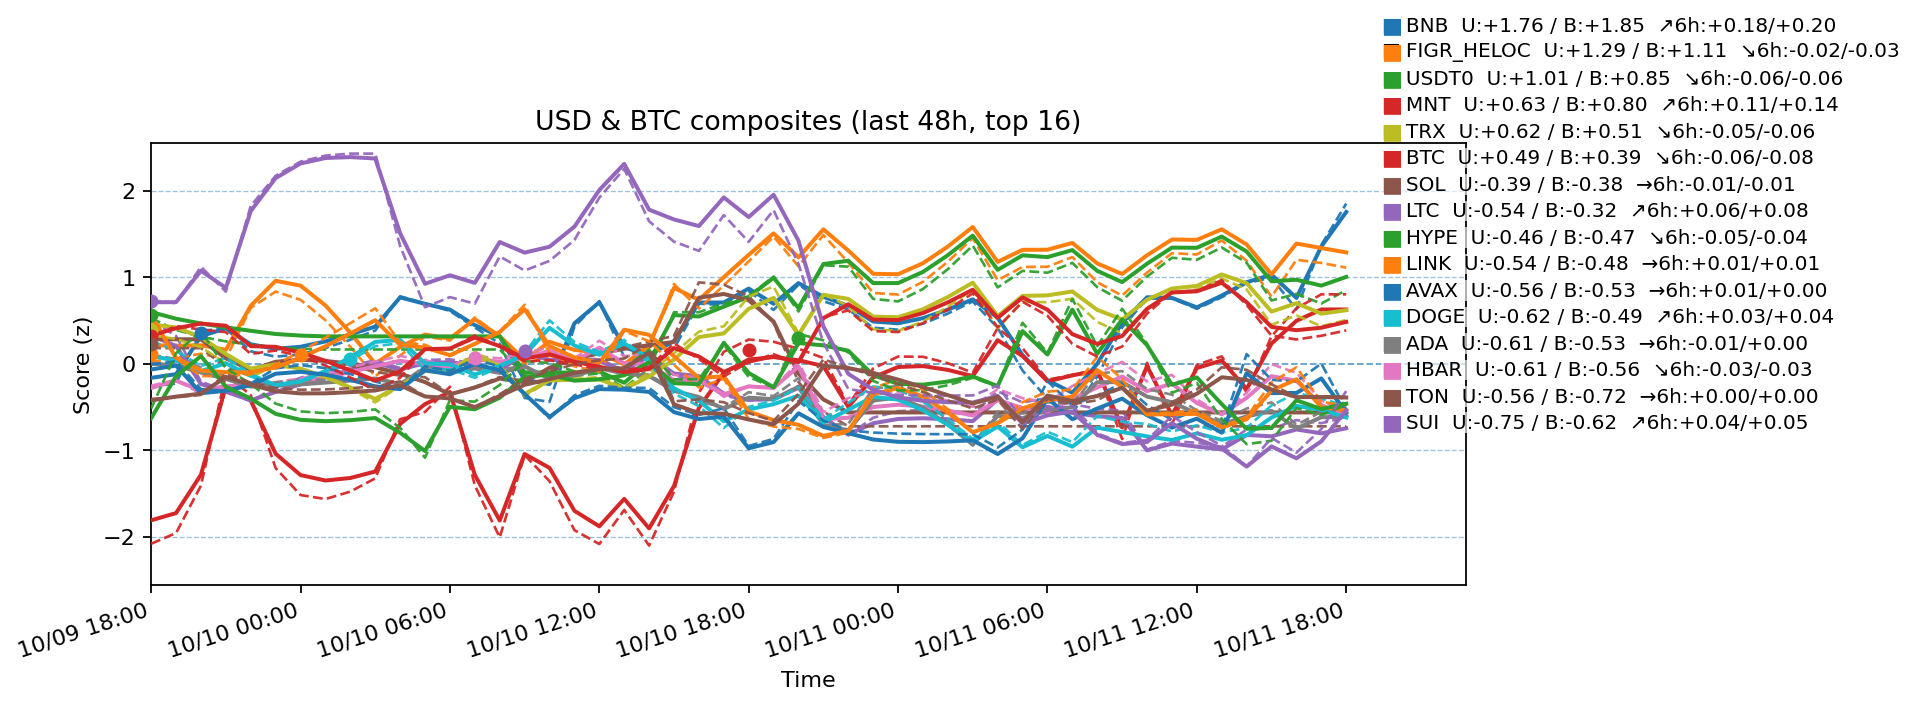 BNB  U:+1.76 / B:+1.85  ↗6h:+0.18/+0.20
FIGR_HELOC  U:+1.29 / B:+1.11  ↘6h:-0.02/-0.03
USDT0  U:+1.01 / B:+0.85  ↘6h:-0.06/-0.06
MNT  U:+0.63 / B:+0.80  ↗6h:+0.11/+0.14
TRX  U:+0.62 / B:+0.51  ↘6h:-0.05/-0.06
BTC  U:+0.49 / B:+0.39  ↘6h:-0.06/-0.08
SOL  U:-0.39 / B:-0.38  →6h:-0.01/-0.01
LTC  U:-0.54 / B:-0.32  ↗6h:+0.06/+0.08
HYPE  U:-0.46 / B:-0.47  ↘6h:-0.05/-0.04
LINK  U:-0.54 / B:-0.48  →6h:+0.01/+0.01
AVAX  U:-0.56 / B:-0.53  →6h:+0.01/+0.00
DOGE  U:-0.62 / B:-0.49  ↗6h:+0.03/+0.04
ADA  U:-0.61 / B:-0.53  →6h:-0.01/+0.00
HBAR  U:-0.61 / B:-0.56  ↘6h:-0.03/-0.03
TON  U:-0.56 / B:-0.72  →6h:+0.00/+0.00
SUI  U:-0.75 / B:-0.62  ↗6h:+0.04/+0.05
USD & BTC composites (last 48h, top 16)
Score (z)
2
1
0
−1
−2
10/09 18:00
10/10 00:00
10/10 06:00
10/10 12:00
10/10 18:00
10/11 00:00
10/11 06:00
10/11 12:00
10/11 18:00
Time